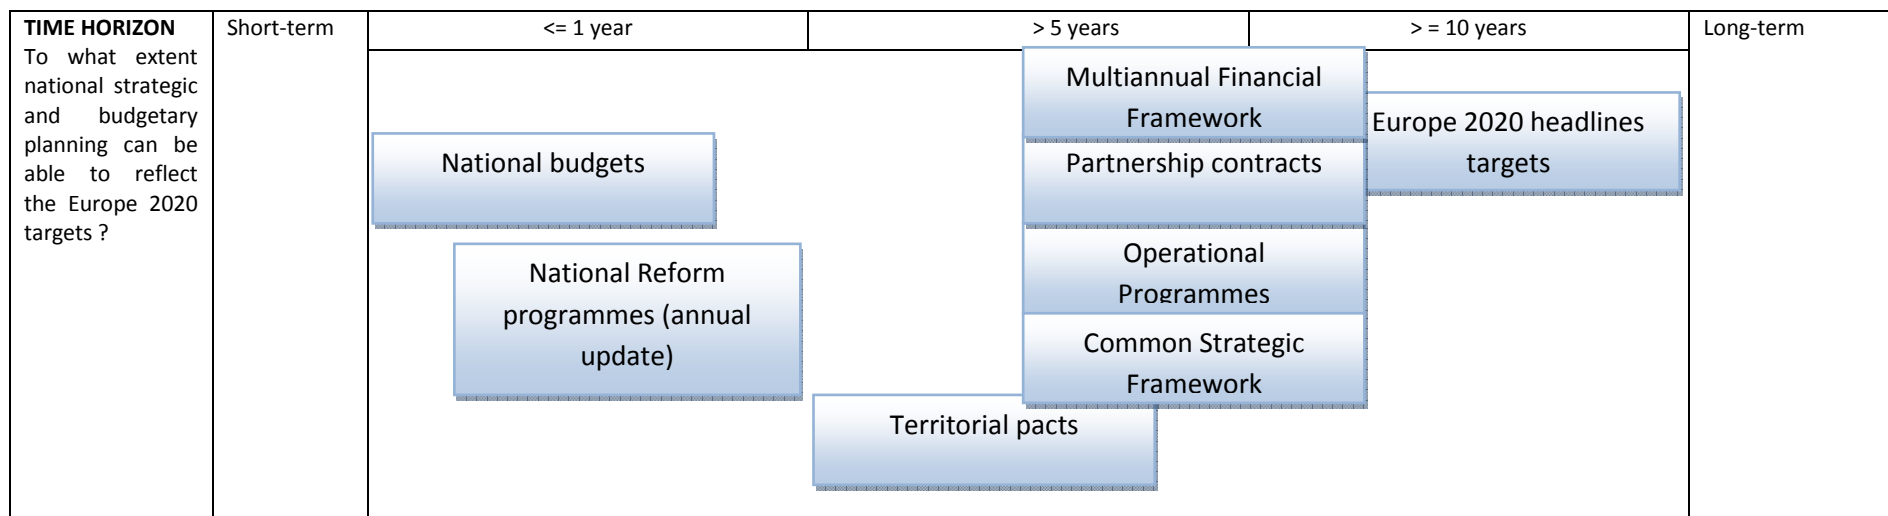 TIME HORIZON
To what extent
national strategic
and budgetary
planning can be
able to reflect
the Europe 2020
targets ?
Short-term
<= 1 year
> 5 years
> = 10 years
Long-term
Multiannual Financial
Framework
Europe 2020 headlines
targets
National budgets
Partnership contracts
National Reform
programmes (annual
update)
Operational
Programmes
Common Strategic
Framework
Territorial pacts